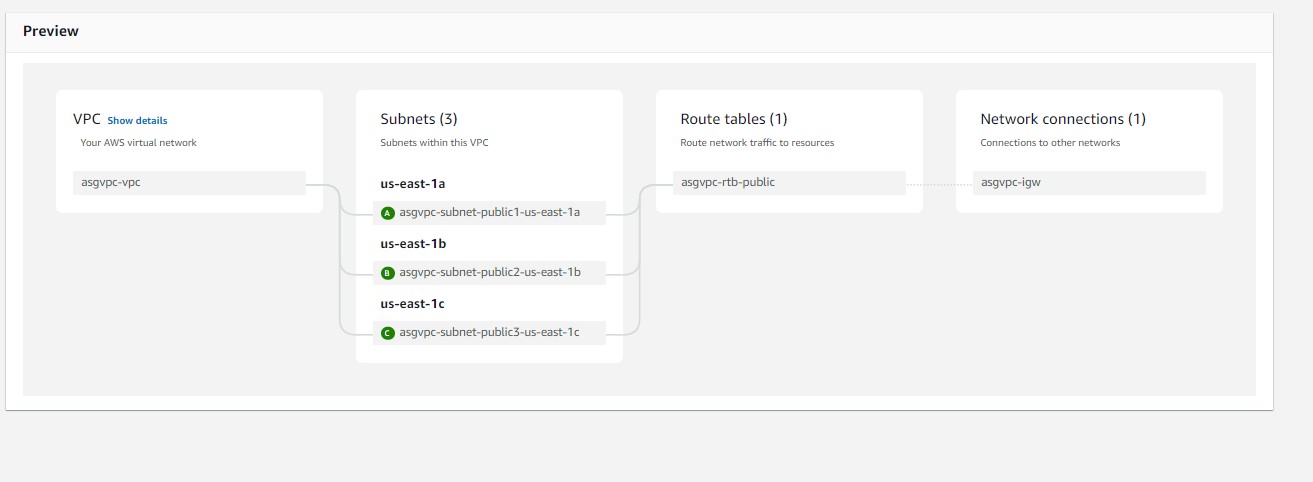 Preview
VPC Show details
Your AWS virtual network
asgvpc-vpc
Subnets (3)
Subnets within this VPC
us-east-1a
A asgvpc-subnet-public1-us-east-1a
us-east-1b
B asgvpc-subnet-public2-us-east-1b
us-east-1c
C asgvpc-subnet-public3-us-east-1c
Route tables (1)
Route network traffic to resources
asgvpc-rtb-public
Network connections (1)
Connections to other networks
asgvpc-igw